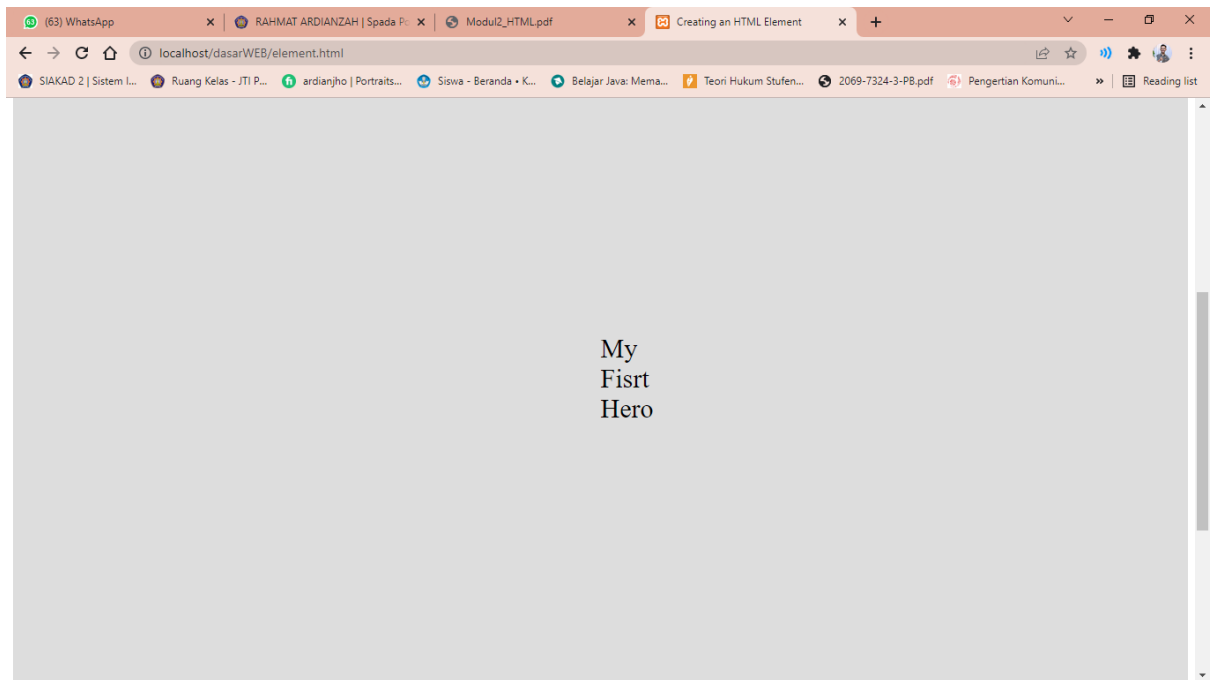 (63) WhatsApp
RAHMAT ARDIANZAH | Spada Po
Modul2_HTML.pdf
Creating an HTML Element
localhost/dasarWEB/element.html
SIAKAD 2 | Sistem I...
Ruang Kelas - JTI P...
ardianjho | Portraits...
Siswa - Beranda • K...
Belajar Java: Mema...
Teori Hukum Stufen...
2069-7324-3-PB.pdf
Pengertian Komuni...
Reading list
My
Fisrt
Hero